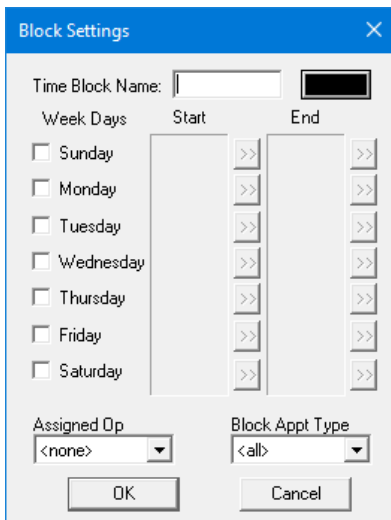 Block Settings
Time Block Name:
Week Days Start End
Sunday >> >>
Monday >> >>
Tuesday >> >>
Wednesday >> >>
Thursday >> >>
Friday >> >>
Saturday >> >>
Assigned Op Block Appt Type
<none> <all>
OK Cancel